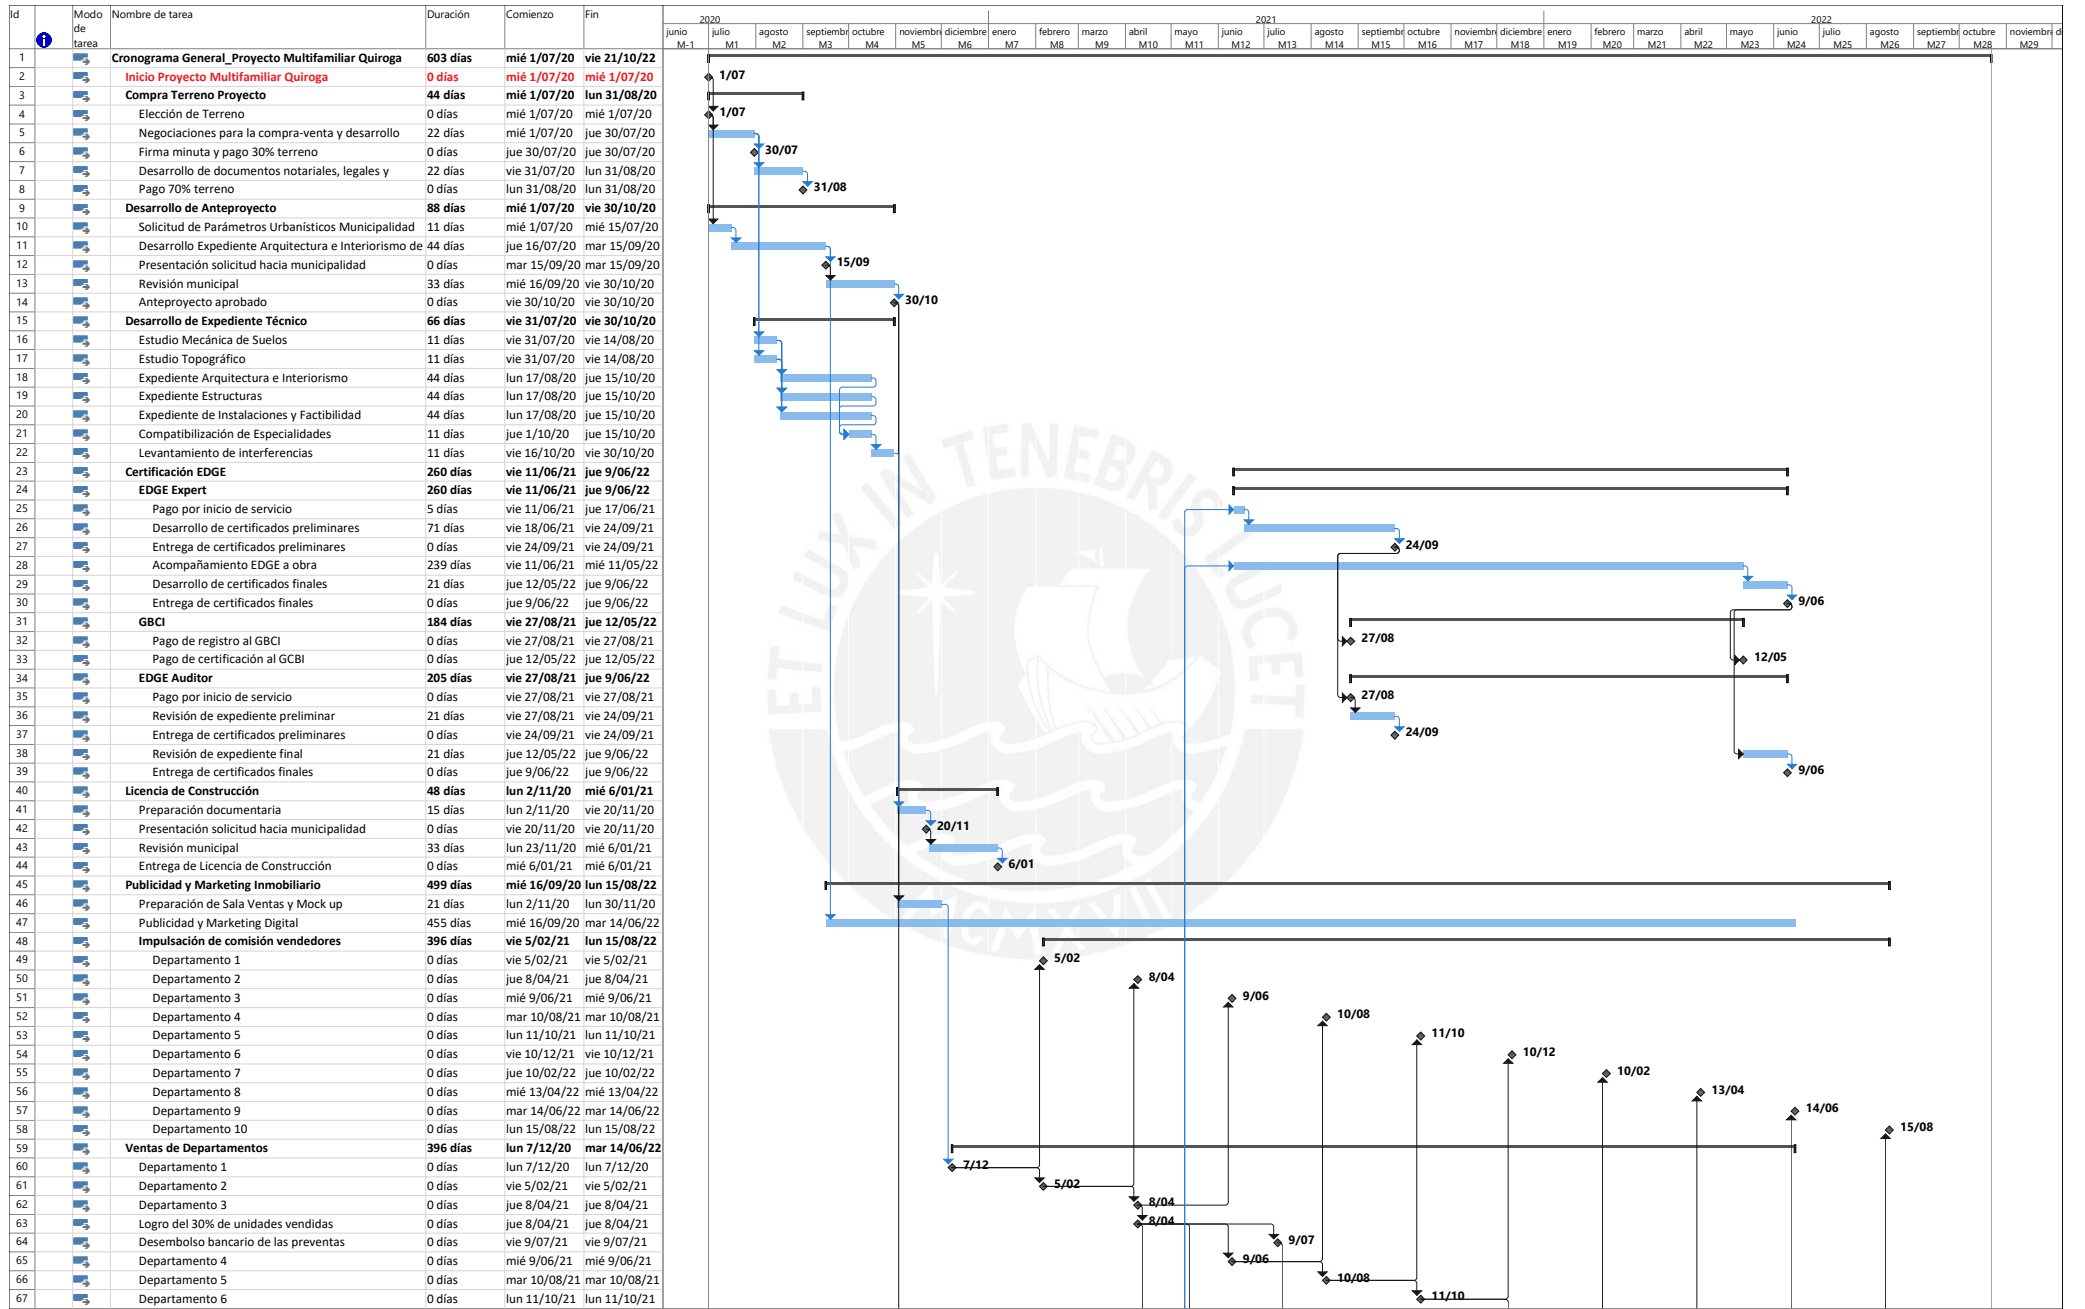 Id Modo de tarea Nombre de tarea Duración Comienzo Fin
2020 2021 2022
junio julio agosto septiembr octubre noviembr diciembre enero febrero marzo abril mayo junio julio agosto septiembr octubre noviembr diciembre enero febrero marzo abril mayo junio julio agosto septiembr octubre noviembre di
M-1 M1 M2 M3 M4 M5 M6 M7 M8 M9 M10 M11 M12 M13 M14 M15 M16 M17 M18 M19 M20 M21 M22 M23 M24 M25 M26 M27 M28 M29
1 Cronograma General_Proyecto Multifamiliar Quiroga 603 días mié 1/07/20 vie 21/10/22
2 Inicio Proyecto Multifamiliar Quiroga 0 días mié 1/07/20 mié 1/07/20 1/07
3 Compra Terreno Proyecto 44 días mié 1/07/20 lun 31/08/20
4 Elección de Terreno 0 días mié 1/07/20 mié 1/07/20 1/07
5 Negociaciones para la compra-venta y desarrollo 22 días mié 1/07/20 jue 30/07/20
6 Firma minuta y pago 30% terreno 0 días jue 30/07/20 jue 30/07/20 30/07
7 Desarrollo de documentos notariales, legales y 22 días vie 31/07/20 lun 31/08/20
8 Pago 70% terreno 0 días lun 31/08/20 lun 31/08/20 31/08
9 Desarrollo de Anteproyecto 88 días mié 1/07/20 vie 30/10/20
10 Solicitud de Parámetros Urbanísticos Municipalidad 11 días mié 1/07/20 mié 15/07/20
11 Desarrollo Expediente Arquitectura e Interiorismo de 44 días jue 16/07/20 mar 15/09/20
12 Presentación solicitud hacia municipalidad 0 días mar 15/09/20 mar 15/09/20 15/09
13 Revisión municipal 33 días mié 16/09/20 vie 30/10/20
14 Anteproyecto aprobado 0 días vie 30/10/20 vie 30/10/20 30/10
15 Desarrollo de Expediente Técnico 66 días vie 31/07/20 vie 30/10/20
16 Estudio Mecánica de Suelos 11 días vie 31/07/20 vie 14/08/20
17 Estudio Topográfico 11 días vie 31/07/20 vie 14/08/20
18 Expediente Arquitectura e Interiorismo 44 días lun 17/08/20 jue 15/10/20
19 Expediente Estructuras 44 días lun 17/08/20 jue 15/10/20
20 Expediente de Instalaciones y Factibilidad 44 días lun 17/08/20 jue 15/10/20
21 Compatibilización de Especialidades 11 días jue 1/10/20 jue 15/10/20
22 Levantamiento de interferencias 11 días vie 16/10/20 vie 30/10/20
23 Certificación EDGE 260 días vie 11/06/21 jue 9/06/22
24 EDGE Expert 260 días vie 11/06/21 jue 9/06/22
25 Pago por inicio de servicio 5 días vie 11/06/21 jue 17/06/21
26 Desarrollo de certificados preliminares 71 días vie 18/06/21 vie 24/09/21
27 Entrega de certificados preliminares 0 días vie 24/09/21 vie 24/09/21 24/09
28 Acompañamiento EDGE a obra 239 días vie 11/06/21 mié 11/05/22
29 Desarrollo de certificados finales 21 días jue 12/05/22 jue 9/06/22
30 Entrega de certificados finales 0 días jue 9/06/22 jue 9/06/22 9/06
31 GBCI 184 días vie 27/08/21 jue 12/05/22
32 Pago de registro al GBCI 0 días vie 27/08/21 vie 27/08/21 27/08
33 Pago de certificación al GCBI 0 días jue 12/05/22 jue 12/05/22 12/05
34 EDGE Auditor 205 días vie 27/08/21 jue 9/06/22
35 Pago por inicio de servicio 0 días vie 27/08/21 vie 27/08/21 27/08
36 Revisión de expediente preliminar 21 días vie 27/08/21 vie 24/09/21
37 Entrega de certificados preliminares 0 días vie 24/09/21 vie 24/09/21 24/09
38 Revisión de expediente final 21 días jue 12/05/22 jue 9/06/22
39 Entrega de certificados finales 0 días jue 9/06/22 jue 9/06/22 9/06
40 Licencia de Construcción 48 días lun 2/11/20 mié 6/01/21
41 Preparación documentaria 15 días lun 2/11/20 vie 20/11/20
42 Presentación solicitud hacia municipalidad 0 días vie 20/11/20 vie 20/11/20 20/11
43 Revisión municipal 33 días lun 23/11/20 mié 6/01/21
44 Entrega de Licencia de Construcción 0 días mié 6/01/21 mié 6/01/21 6/01
45 Publicidad y Marketing Inmobiliario 499 días mié 16/09/20 lun 15/08/22
46 Preparación de Sala Ventas y Mock up 21 días lun 2/11/20 lun 30/11/20
47 Publicidad y Marketing Digital 455 días mié 16/09/20 mar 14/06/22
48 Impulsación de comisión vendedores 396 días vie 5/02/21 lun 15/08/22
49 Departamento 1 0 días vie 5/02/21 vie 5/02/21 5/02
50 Departamento 2 0 días jue 8/04/21 jue 8/04/21 8/04
51 Departamento 3 0 días mié 9/06/21 mié 9/06/21 9/06
52 Departamento 4 0 días mar 10/08/21 mar 10/08/21 10/08
53 Departamento 5 0 días lun 11/10/21 lun 11/10/21 11/10
54 Departamento 6 0 días vie 10/12/21 vie 10/12/21 10/12
55 Departamento 7 0 días jue 10/02/22 jue 10/02/22 10/02
56 Departamento 8 0 días mié 13/04/22 mié 13/04/22 13/04
57 Departamento 9 0 días mar 14/06/22 mar 14/06/22 14/06
58 Departamento 10 0 días lun 15/08/22 lun 15/08/22 15/08
59 Ventas de Departamentos 396 días lun 7/12/20 mar 14/06/22
60 Departamento 1 0 días lun 7/12/20 lun 7/12/20 7/12
61 Departamento 2 0 días vie 5/02/21 vie 5/02/21 5/02
62 Departamento 3 0 días jue 8/04/21 jue 8/04/21 8/04
63 Logro del 30% de unidades vendidas 0 días jue 8/04/21 jue 8/04/21 8/04
64 Desembolso bancario de las preventas 0 días vie 9/07/21 vie 9/07/21 9/07
65 Departamento 4 0 días mié 9/06/21 mié 9/06/21 9/06
66 Departamento 5 0 días mar 10/08/21 mar 10/08/21 10/08
67 Departamento 6 0 días lun 11/10/21 lun 11/10/21 11/10
ET LUX IN TENEBRIS LUCET
MCMXVII